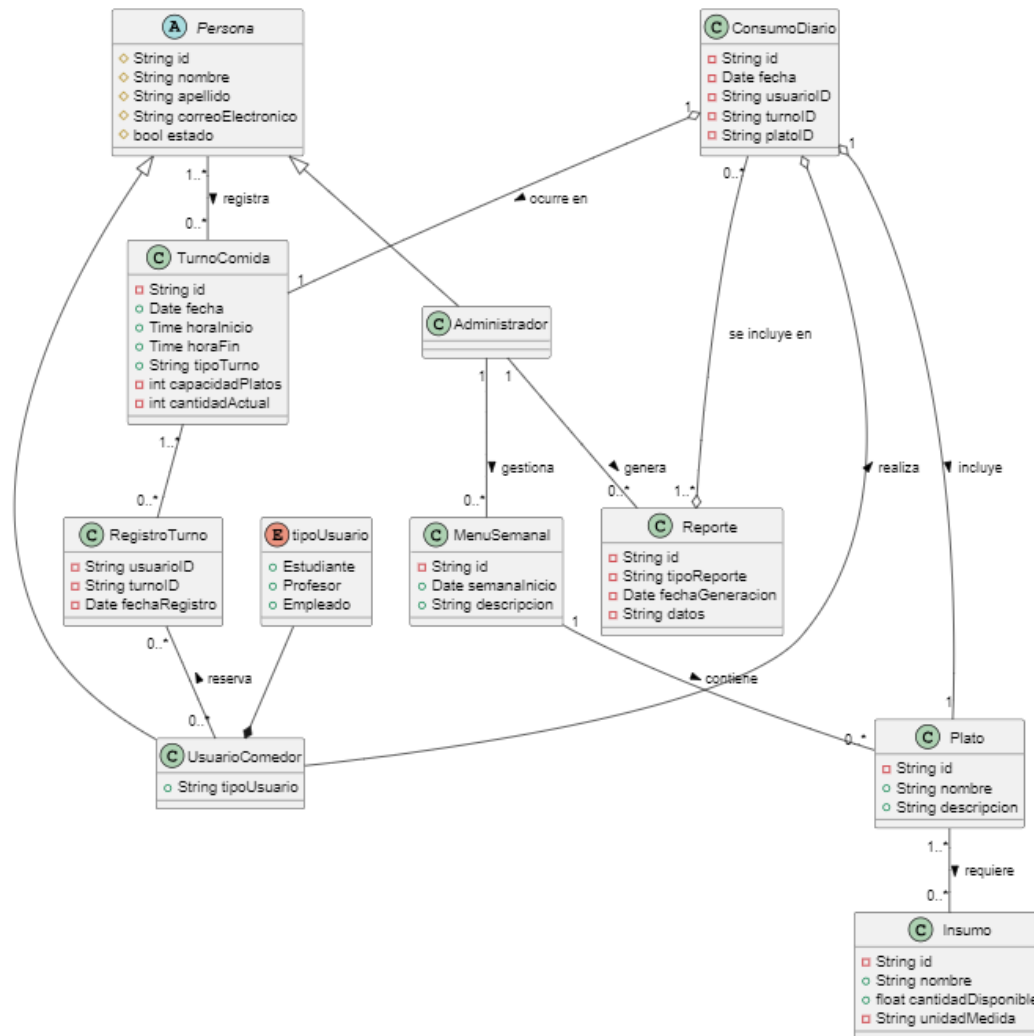 A Persona
String id
String nombre
String apellido
String correoElectronico
bool estado
C ConsumoDiario
String id
Date fecha
String usuarioID
String turnoID
String platoID
1
1
0..*
1..*
registra
0..*
ocurre en
1
C TurnoComida
String id
Date fecha
Time horaInicio
Time horaFin
String tipoTurno
int capacidadPlatos
int cantidadActual
C Administrador
1
1
se incluye en
1..*
0..*
gestiona
0..*
genera
0..*
1..*
realiza
incluye
C RegistroTurno
String usuarioID
String turnoID
Date fechaRegistro
E tipoUsuario
Estudiante
Profesor
Empleado
C MenuSemanal
String id
Date semanaInicio
String descripcion
C Reporte
String id
String tipoReporte
Date fechaGeneracion
String datos
0..*
reserva
0..*
1
contiene
0..*
1
C UsuarioComedor
String tipoUsuario
C Plato
String id
String nombre
String descripcion
1..*
requiere
0..*
C Insumo
String id
String nombre
float cantidadDisponible
String unidadMedida